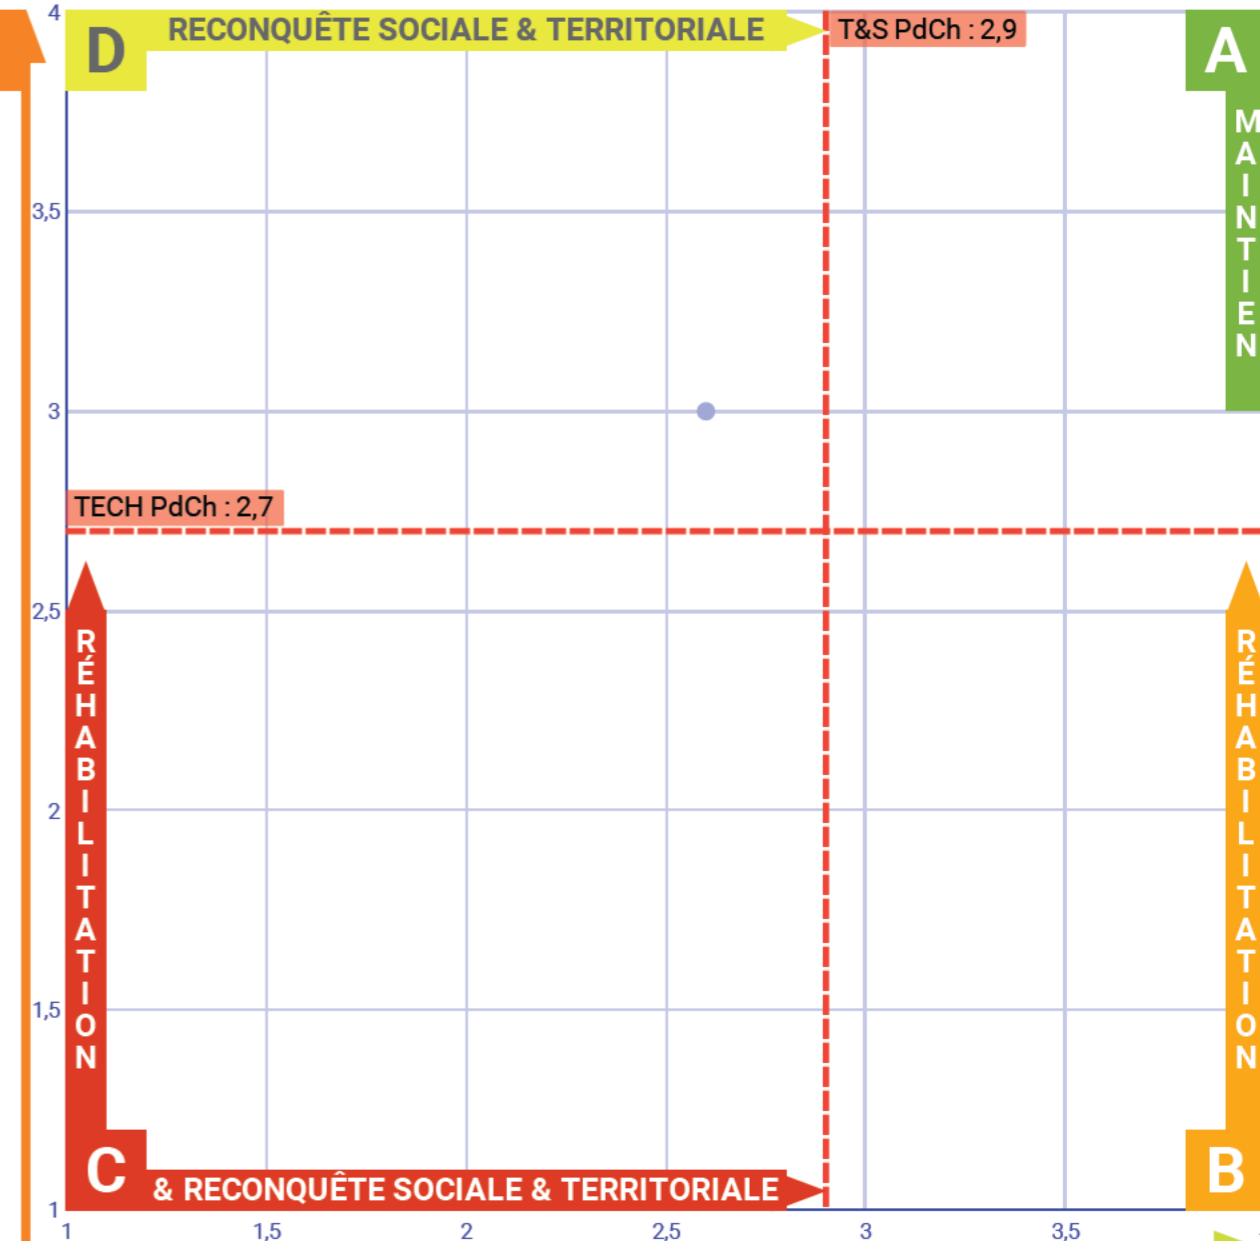 4
D
RECONQUÊTE SOCIALE & TERRITORIALE
T&S PdCh : 2,9
A
MAINTIEN
3,5
3
TECH PdCh : 2,7
2,5
RÉHABILITATION
RÉHABILITATION
2
1,5
C
& RECONQUÊTE SOCIALE & TERRITORIALE
B
1
1
1,5
2
2,5
3
3,5